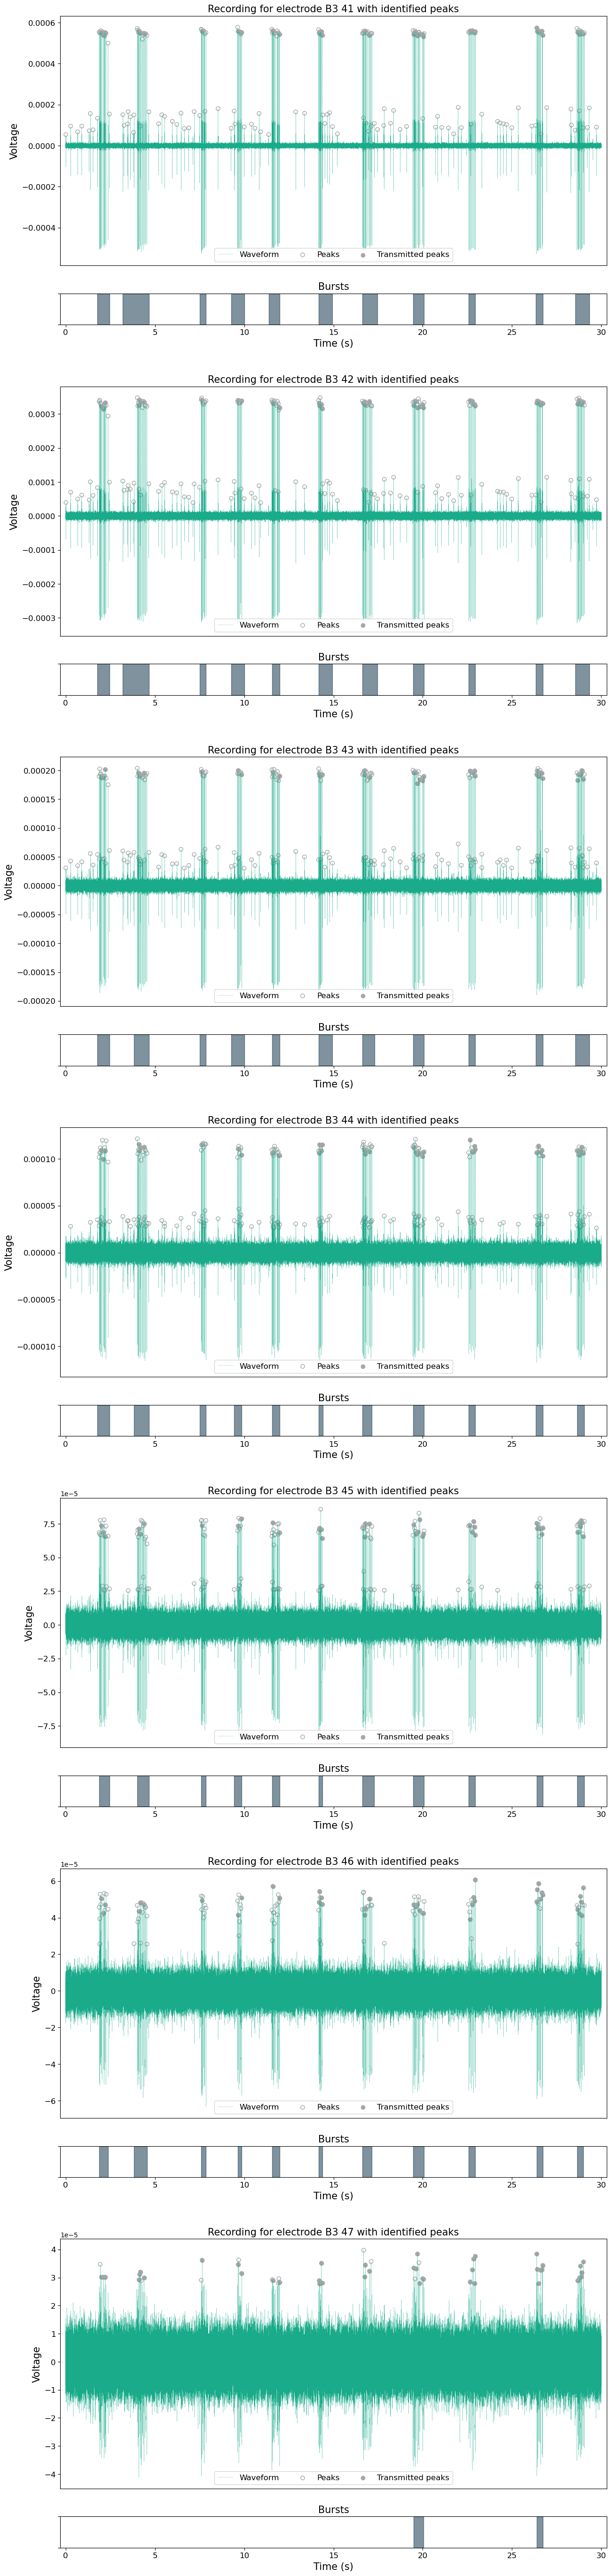 Recording for electrode B3 41 with identified peaks
0.0006
0.0004
0.0002
0.0000
−0.0002
−0.0004
Voltage
Waveform Peaks Transmitted peaks
Bursts
0 5 10 15 20 25 30
Time (s)
Recording for electrode B3 42 with identified peaks
0.0003
0.0002
0.0001
0.0000
−0.0001
−0.0002
−0.0003
Voltage
Waveform Peaks Transmitted peaks
Bursts
0 5 10 15 20 25 30
Time (s)
Recording for electrode B3 43 with identified peaks
0.00020
0.00015
0.00010
0.00005
0.00000
−0.00005
−0.00010
−0.00015
−0.00020
Voltage
Waveform Peaks Transmitted peaks
Bursts
0 5 10 15 20 25 30
Time (s)
Recording for electrode B3 44 with identified peaks
0.00010
0.00005
0.00000
−0.00005
−0.00010
Voltage
Waveform Peaks Transmitted peaks
Bursts
0 5 10 15 20 25 30
Time (s)
Recording for electrode B3 45 with identified peaks
1e−5
7.5
5.0
2.5
0.0
−2.5
−5.0
−7.5
Voltage
Waveform Peaks Transmitted peaks
Bursts
0 5 10 15 20 25 30
Time (s)
Recording for electrode B3 46 with identified peaks
1e−5
6
4
2
0
−2
−4
−6
Voltage
Waveform Peaks Transmitted peaks
Bursts
0 5 10 15 20 25 30
Time (s)
Recording for electrode B3 47 with identified peaks
1e−5
4
3
2
1
0
−1
−2
−3
−4
Voltage
Waveform Peaks Transmitted peaks
Bursts
0 5 10 15 20 25 30
Time (s)